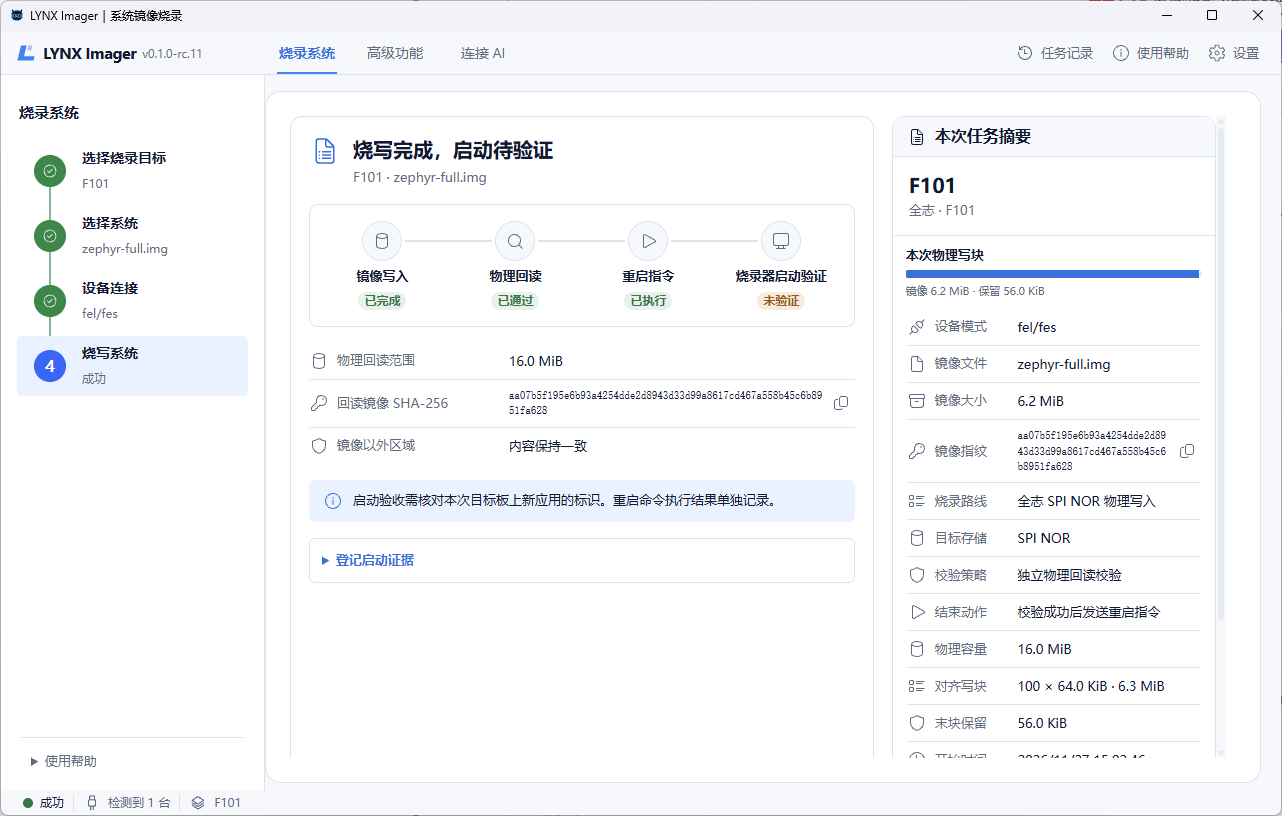 LYNX Imager | 系统镜像烧录
LYNX Imager v0.1.0-rc.11
烧录系统
高级功能
连接 AI
任务记录
使用帮助
设置
烧录系统
选择烧录目标
F101
选择系统
zephyr-full.img
设备连接
fel/fes
4
烧写系统
成功
使用帮助
烧写完成，启动待验证
F101 · zephyr-full.img
镜像写入
已完成
物理回读
已通过
重启指令
已执行
烧录器启动验证
未验证
物理回读范围
16.0 MiB
回读镜像 SHA-256
aa07b5f195e6b93a4254dde2d8943d33d99a8617cd467a558b45c6b89
51fa628
镜像以外区域
内容保持一致
启动验收需核对本次目标板上新应用的标识。重启命令执行结果单独记录。
登记启动证据
本次任务摘要
F101
全志 · F101
本次物理写块
镜像 6.2 MiB · 保留 56.0 KiB
设备模式
fel/fes
镜像文件
zephyr-full.img
镜像大小
6.2 MiB
镜像指纹
aa07b5f195e6b93a4254dde2d89
43d33d99a8617cd467a558b45c6
b8951fa628
烧录路线
全志 SPI NOR 物理写入
目标存储
SPI NOR
校验策略
独立物理回读校验
结束动作
校验成功后发送重启指令
物理容量
16.0 MiB
对齐写块
100 × 64.0 KiB · 6.3 MiB
末块保留
56.0 KiB
开始时间
成功
检测到 1 台
F101